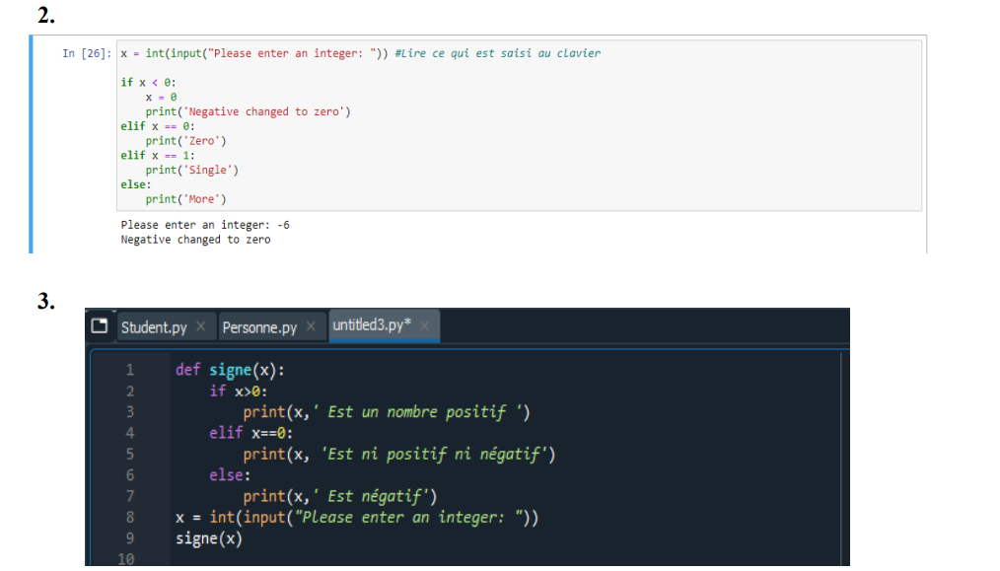 2.
In [26]: x = int(input("Please enter an integer: ")) #Lire ce qui est saisi au clavier
if x < 0:
x = 0
print('Negative changed to zero')
elif x == 0:
print('Zero')
elif x == 1:
print('Single')
else:
print('More')
Please enter an integer: -6
Negative changed to zero
3.
Student.py × Personne.py × untitled3.py* ×
1 def signe(x):
2 if x>0:
3 print(x,' Est un nombre positif ')
4 elif x==0:
5 print(x, 'Est ni positif ni négatif')
6 else:
7 print(x,' Est négatif')
8 x = int(input("Please enter an integer: "))
9 signe(x)
10